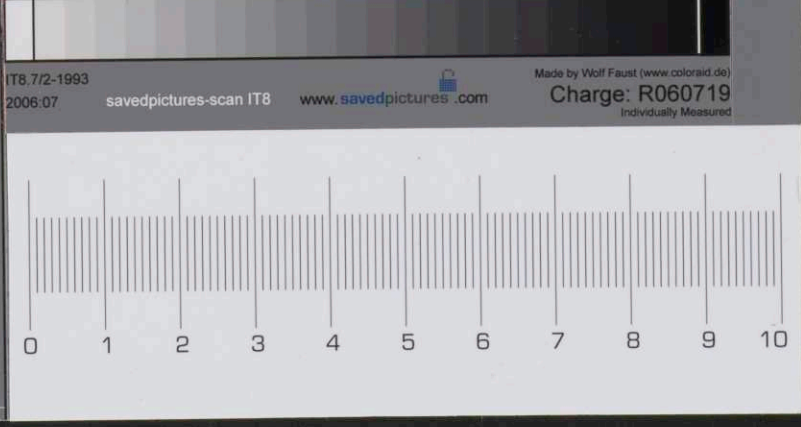 IT8.7/2-1993
2006:07
savedpictures-scan IT8
www.savedpictures.com
Made by Wolf Faust (www.coloraid.de)
Charge: R060719
Individually Measured
0 1 2 3 4 5 6 7 8 9 10